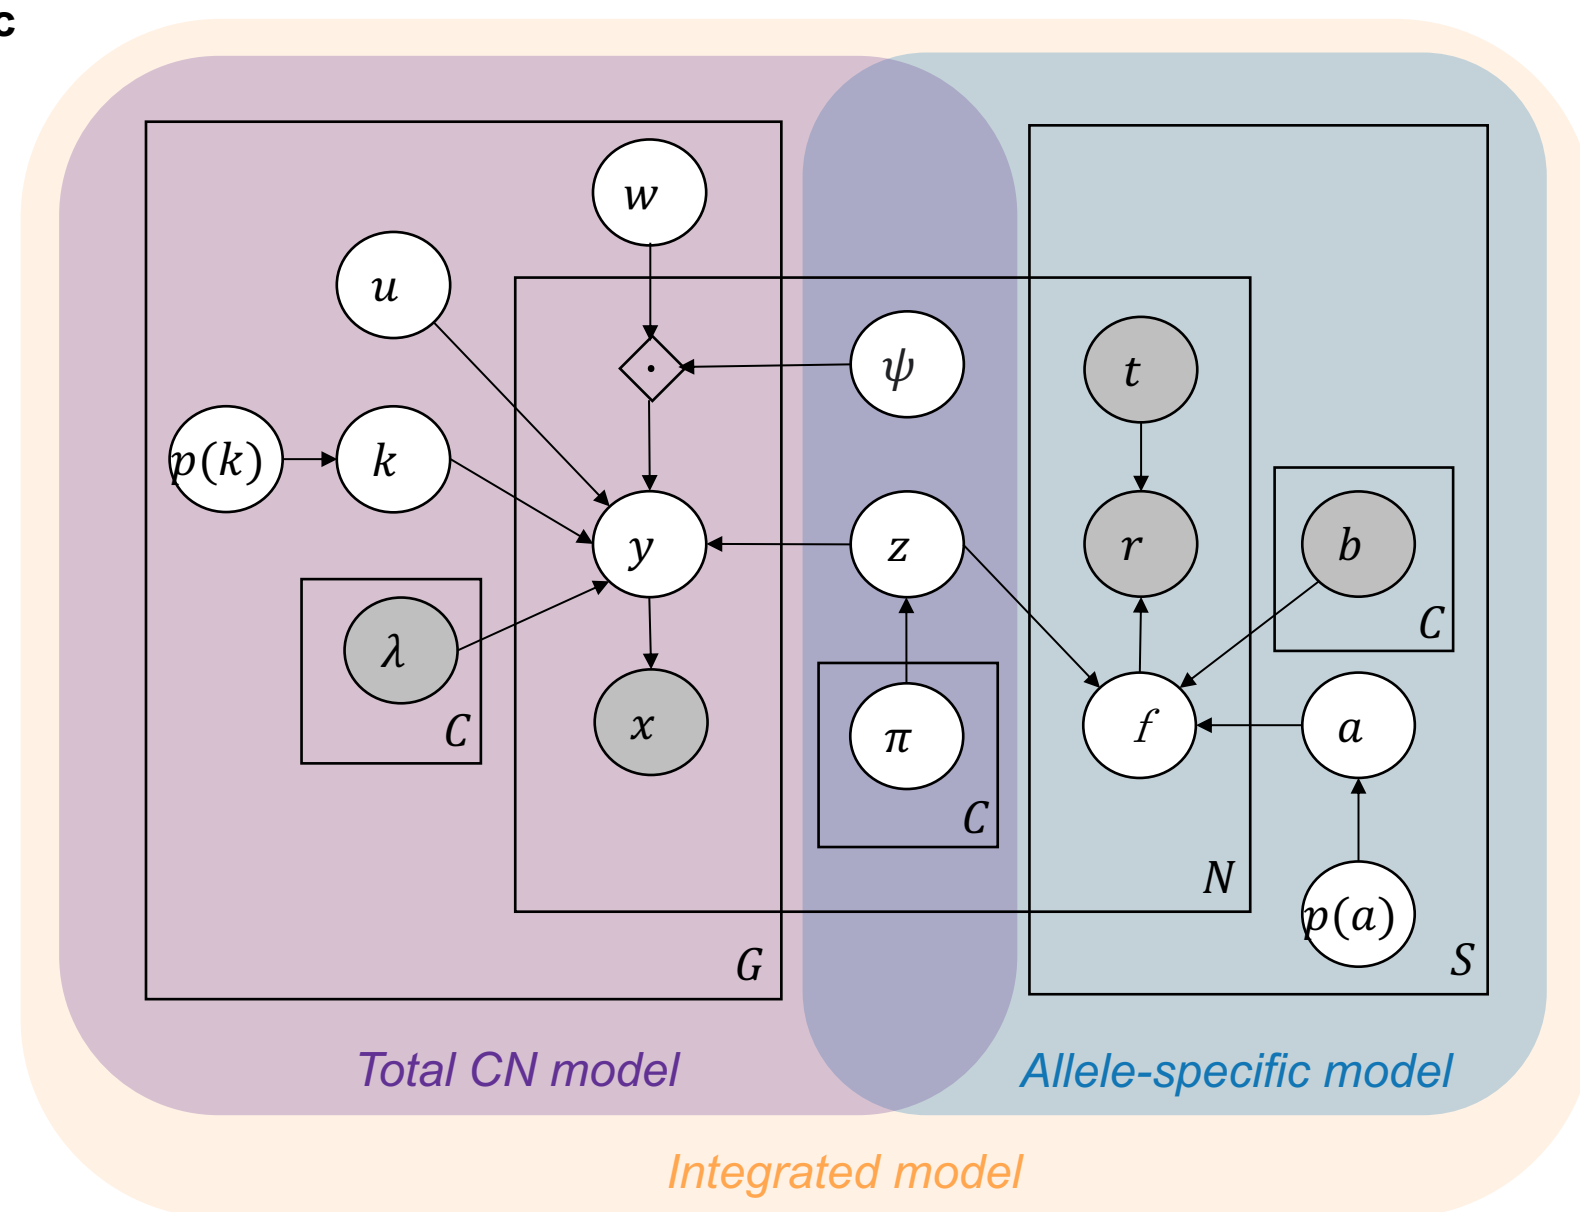 c
w
u
ψ
t
p(k)
k
y
z
r
b
C
λ
C
x
π
C
f
a
N
p(a)
G
S
Total CN model
Allele-specific model
Integrated model